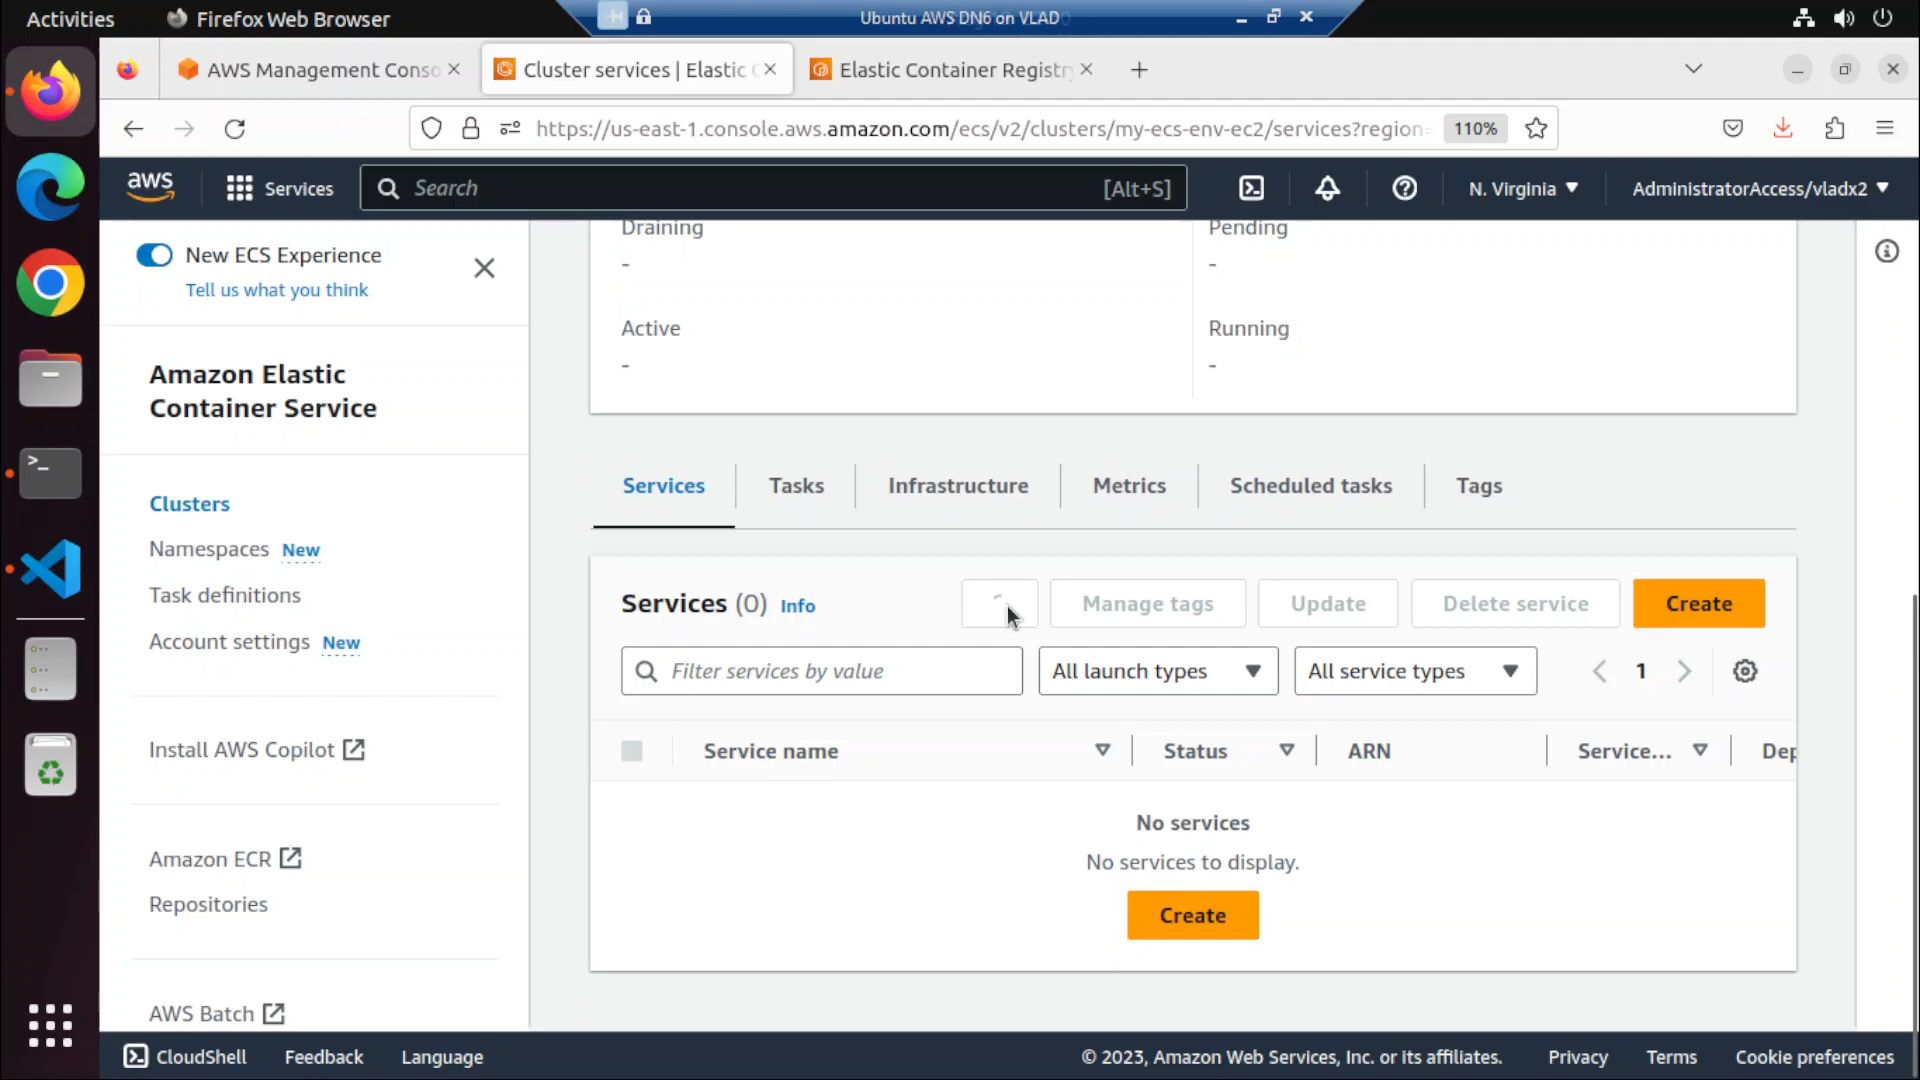 Activities
Firefox Web Browser
Ubuntu AWS DN6 on VLAD
AWS Management Conso
Cluster services | Elastic C
Elastic Container Registry
https://us-east-1.console.aws.amazon.com/ecs/v2/clusters/my-ecs-env-ec2/services?region=
110%
aws
Services
Search
[Alt+S]
N. Virginia
AdministratorAccess/vladx2
New ECS Experience
Tell us what you think
Amazon Elastic
Container Service
Clusters
Namespaces New
Task definitions
Account settings New
Install AWS Copilot
Amazon ECR
Repositories
AWS Batch
Draining
-
Pending
-
Active
-
Running
-
Services
Tasks
Infrastructure
Metrics
Scheduled tasks
Tags
Services (0) Info
Manage tags
Update
Delete service
Create
Filter services by value
All launch types
All service types
1
Service name
Status
ARN
Service...
Dep
No services
No services to display.
Create
CloudShell
Feedback
Language
© 2023, Amazon Web Services, Inc. or its affiliates.
Privacy
Terms
Cookie preferences